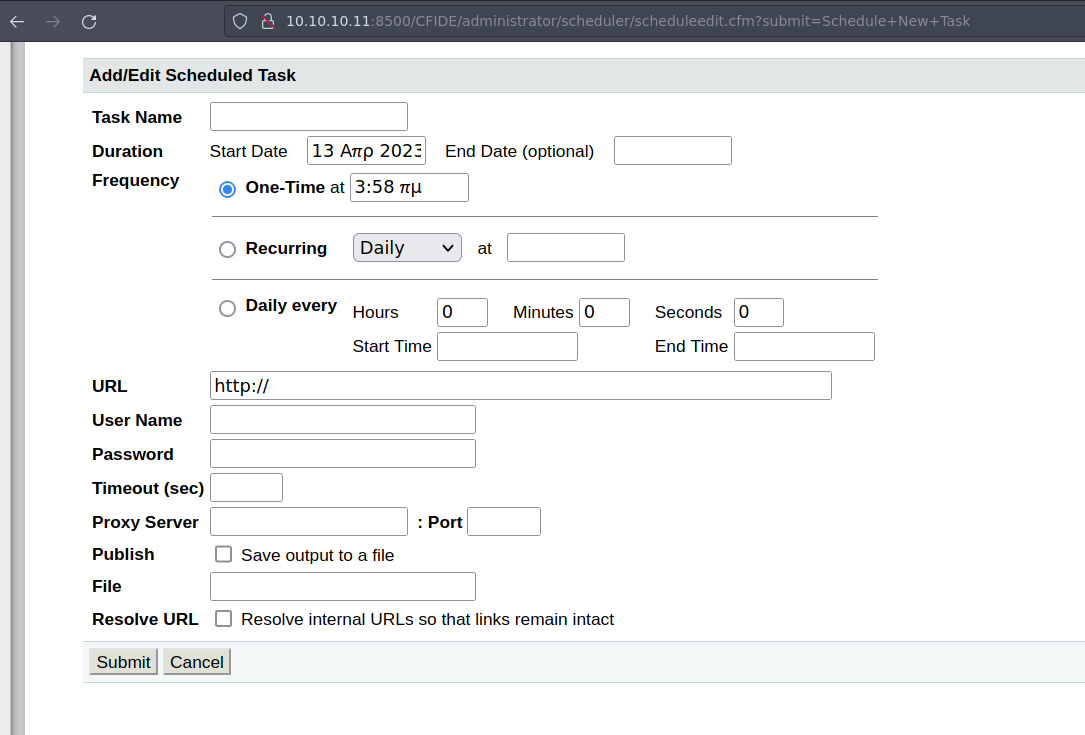 10.10.10.11:8500/CFIDE/administrator/scheduler/scheduleedit.cfm?submit=Schedule+New+Task
Add/Edit Scheduled Task
Task Name
Duration Start Date 13 Απρ 2023 End Date (optional)
Frequency
One-Time at 3:58 πμ
Recurring Daily at
Daily every Hours 0 Minutes 0 Seconds 0
Start Time End Time
URL http://
User Name
Password
Timeout (sec)
Proxy Server : Port
Publish Save output to a file
File
Resolve URL Resolve internal URLs so that links remain intact
Submit Cancel